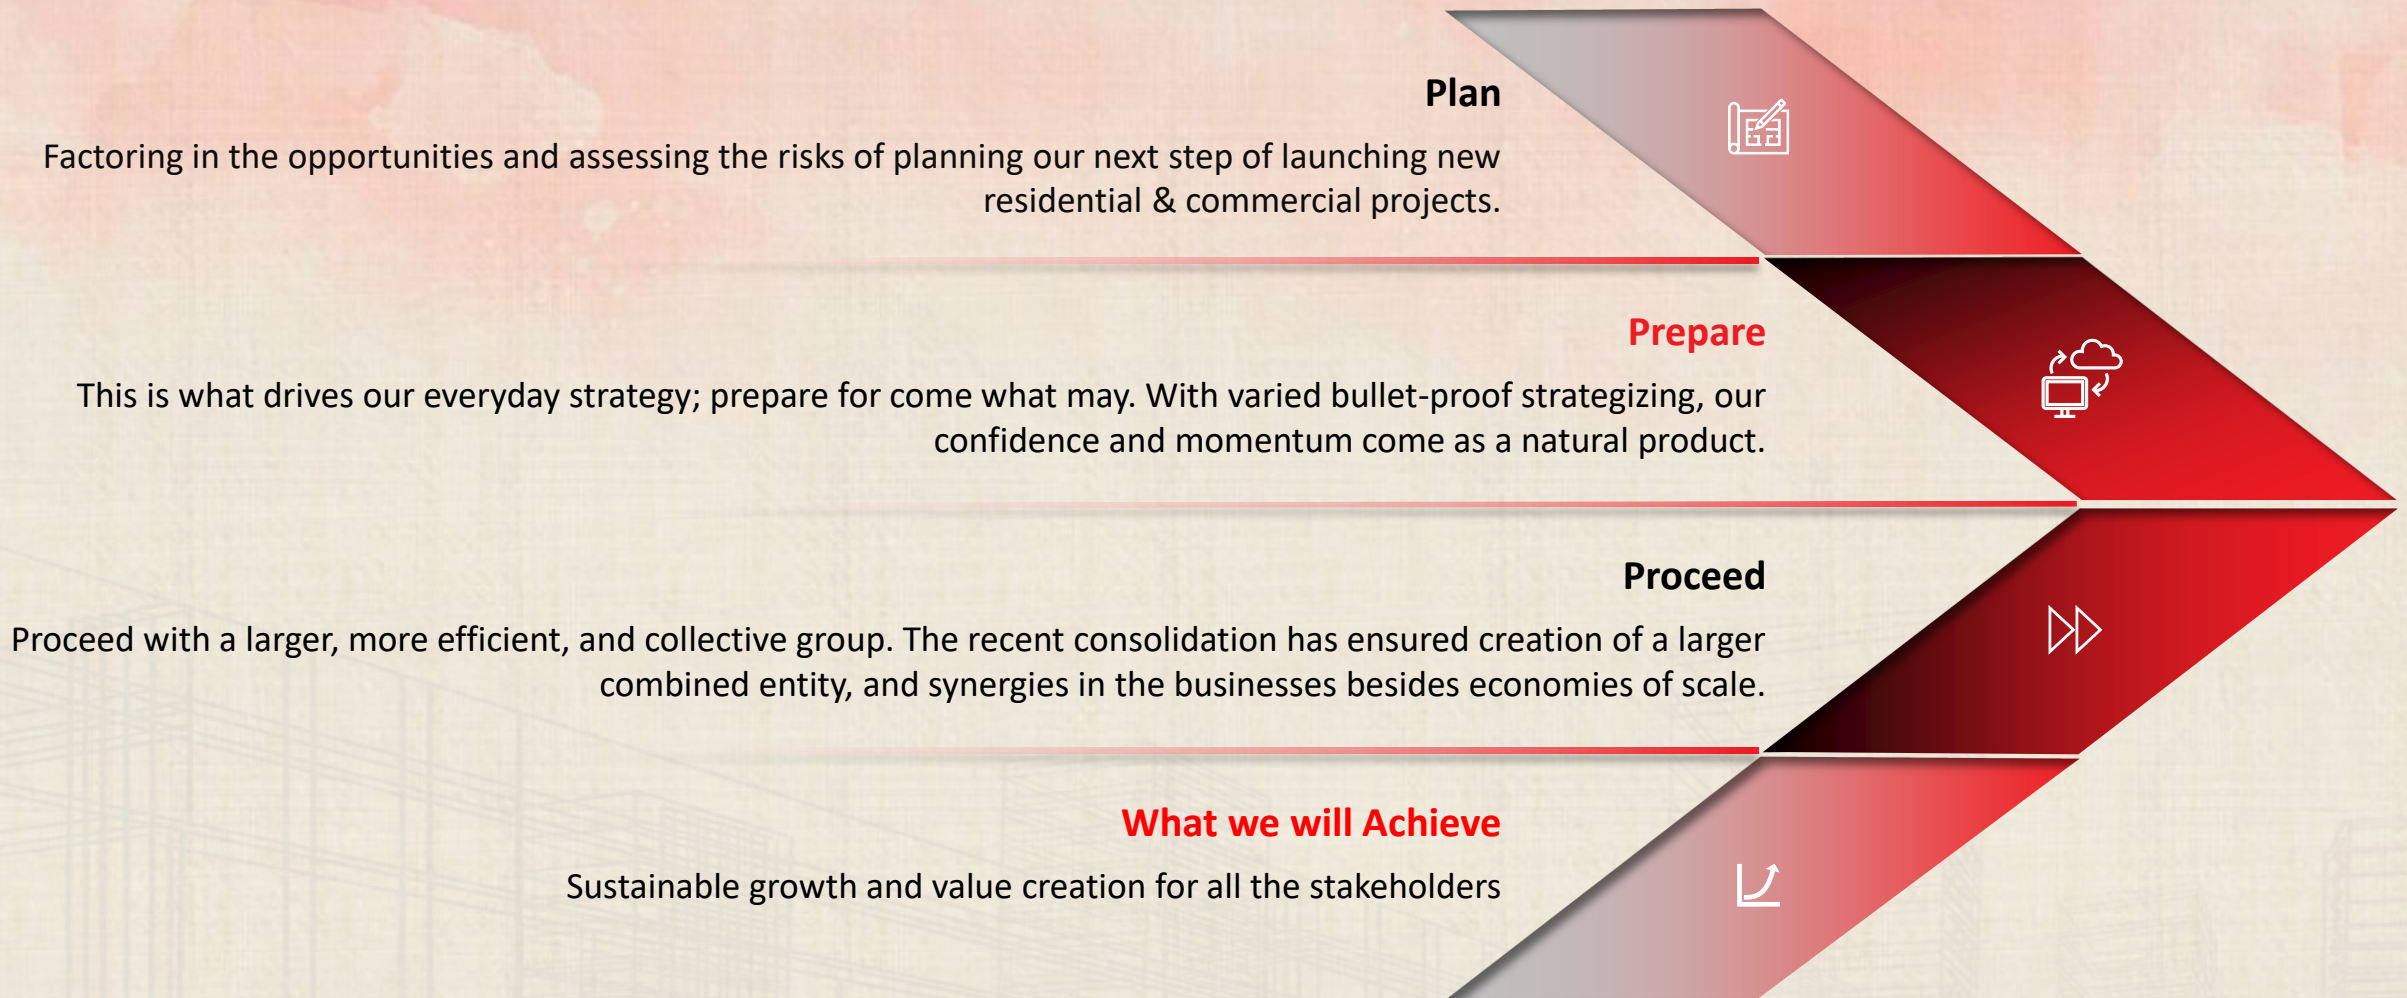 Plan
Factoring in the opportunities and assessing the risks of planning our next step of launching new
residential & commercial projects.
Prepare
This is what drives our everyday strategy; prepare for come what may. With varied bullet-proof strategizing, our
confidence and momentum come as a natural product.
Proceed
Proceed with a larger, more efficient, and collective group. The recent consolidation has ensured creation of a larger
combined entity, and synergies in the businesses besides economies of scale.
What we will Achieve
Sustainable growth and value creation for all the stakeholders